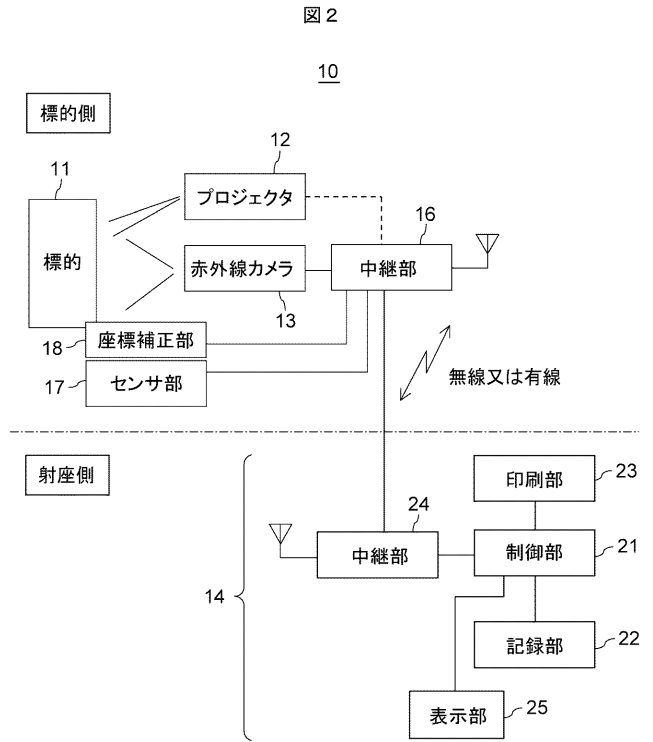 図2
10
標的側
12
11
プロジェクタ
16
標的
赤外線カメラ
中継部
13
18
座標補正部
17
センサ部
無線又は有線
射座側
印刷部
23
24
中継部
制御部
21
14
記録部
22
表示部
25